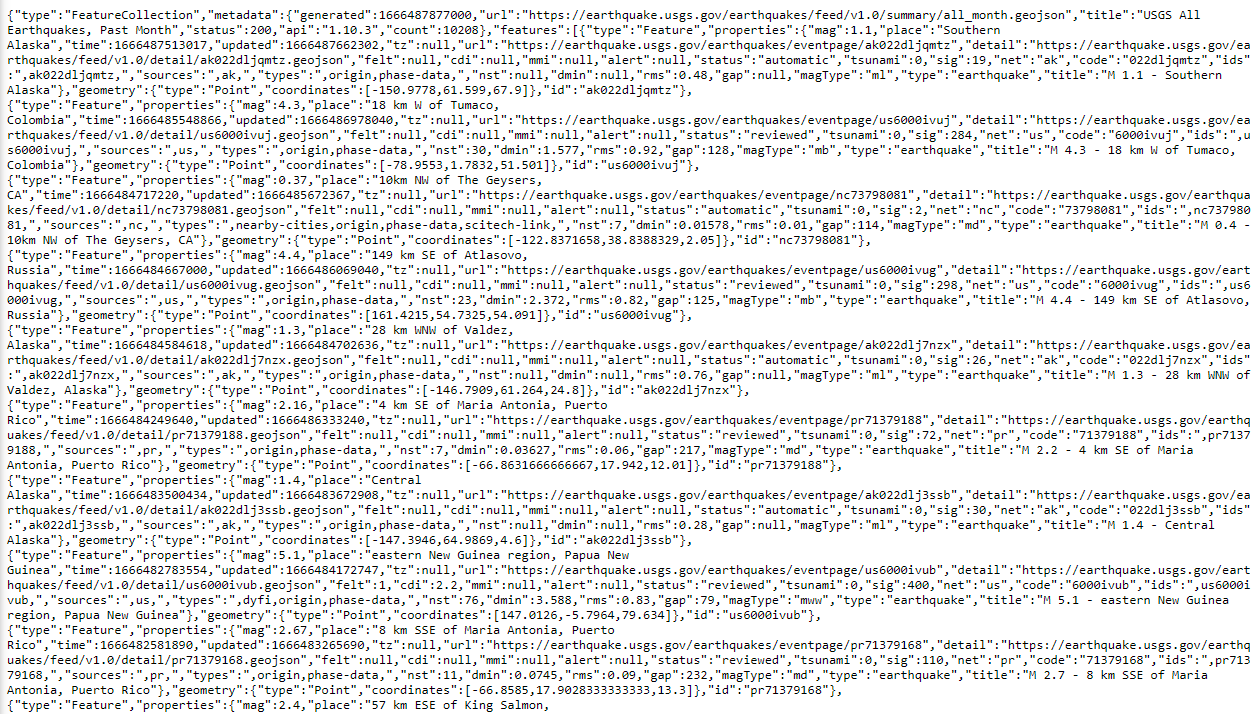 {"type":"FeatureCollection","metadata":{"generated":1666487877000,"url":"https://earthquake.usgs.gov/earthquakes/feed/v1.0/summary/all_month.geojson","title":"USGS All
Earthquakes, Past Month","status":200,"api":"1.10.3","count":10208},"features":[{"type":"Feature","properties":{"mag":1.1,"place":"Southern
Alaska","time":1666487513017,"updated":1666487662302,"tz":null,"url":"https://earthquake.usgs.gov/earthquakes/eventpage/ak022dljqmtz","detail":"https://earthquake.usgs.gov/ea
rthquakes/feed/v1.0/detail/ak022dljqmtz.geojson","felt":null,"cdi":null,"mmi":null,"alert":null,"status":"automatic","tsunami":0,"sig":19,"net":"ak","code":"022dljqmtz","ids"
:",ak022dljqmtz,","sources":",ak,","types":",origin,phase-data,","nst":null,"dmin":null,"rms":0.48,"gap":null,"magType":"ml","type":"earthquake","title":"M 1.1 - Southern
Alaska"},"geometry":{"type":"Point","coordinates":[-150.9778,61.599,67.9]},"id":"ak022dljqmtz"},
{"type":"Feature","properties":{"mag":4.3,"place":"18 km W of Tumaco,
Colombia","time":1666485548866,"updated":1666486978040,"tz":null,"url":"https://earthquake.usgs.gov/earthquakes/eventpage/us6000ivuj","detail":"https://earthquake.usgs.gov/ea
rthquakes/feed/v1.0/detail/us6000ivuj.geojson","felt":null,"cdi":null,"mmi":null,"alert":null,"status":"reviewed","tsunami":0,"sig":284,"net":"us","code":"6000ivuj","ids":",u
s6000ivuj,","sources":",us,","types":",origin,phase-data,","nst":30,"dmin":1.577,"rms":0.92,"gap":128,"magType":"mb","type":"earthquake","title":"M 4.3 - 18 km W of Tumaco,
Colombia"},"geometry":{"type":"Point","coordinates":[-78.9553,1.7832,51.501]},"id":"us6000ivuj"},
{"type":"Feature","properties":{"mag":0.37,"place":"10km NW of The Geysers,
CA","time":1666484717220,"updated":1666485672367,"tz":null,"url":"https://earthquake.usgs.gov/earthquakes/eventpage/nc73798081","detail":"https://earthquake.usgs.gov/earthqua
kes/feed/v1.0/detail/nc73798081.geojson","felt":null,"cdi":null,"mmi":null,"alert":null,"status":"automatic","tsunami":0,"sig":2,"net":"nc","code":"73798081","ids":",nc737980
81,","sources":",nc,","types":",nearby-cities,origin,phase-data,scitech-link,","nst":7,"dmin":0.01578,"rms":0.01,"gap":114,"magType":"md","type":"earthquake","title":"M 0.4 -
10km NW of The Geysers, CA"},"geometry":{"type":"Point","coordinates":[-122.8371658,38.8388329,2.05]},"id":"nc73798081"},
{"type":"Feature","properties":{"mag":4.4,"place":"149 km SE of Atlasovo,
Russia","time":1666484667000,"updated":1666486069040,"tz":null,"url":"https://earthquake.usgs.gov/earthquakes/eventpage/us6000ivug","detail":"https://earthquake.usgs.gov/eart
hquakes/feed/v1.0/detail/us6000ivug.geojson","felt":null,"cdi":null,"mmi":null,"alert":null,"status":"reviewed","tsunami":0,"sig":298,"net":"us","code":"6000ivug","ids":",us6
000ivug,","sources":",us,","types":",origin,phase-data,","nst":23,"dmin":2.372,"rms":0.82,"gap":125,"magType":"mb","type":"earthquake","title":"M 4.4 - 149 km SE of Atlasovo,
Russia"},"geometry":{"type":"Point","coordinates":[161.4215,54.7325,54.091]},"id":"us6000ivug"},
{"type":"Feature","properties":{"mag":1.3,"place":"28 km WNW of Valdez,
Alaska","time":1666484584618,"updated":1666484702636,"tz":null,"url":"https://earthquake.usgs.gov/earthquakes/eventpage/ak022dlj7nzx","detail":"https://earthquake.usgs.gov/ea
rthquakes/feed/v1.0/detail/ak022dlj7nzx.geojson","felt":null,"cdi":null,"mmi":null,"alert":null,"status":"automatic","tsunami":0,"sig":26,"net":"ak","code":"022dlj7nzx","ids"
:",ak022dlj7nzx,","sources":",ak,","types":",origin,phase-data,","nst":null,"dmin":null,"rms":0.76,"gap":null,"magType":"ml","type":"earthquake","title":"M 1.3 - 28 km WNW of
Valdez, Alaska"},"geometry":{"type":"Point","coordinates":[-146.7909,61.264,24.8]},"id":"ak022dlj7nzx"},
{"type":"Feature","properties":{"mag":2.16,"place":"4 km SE of Maria Antonia, Puerto
Rico","time":1666484249640,"updated":1666486333240,"tz":null,"url":"https://earthquake.usgs.gov/earthquakes/eventpage/pr71379188","detail":"https://earthquake.usgs.gov/earthq
uakes/feed/v1.0/detail/pr71379188.geojson","felt":null,"cdi":null,"mmi":null,"alert":null,"status":"reviewed","tsunami":0,"sig":72,"net":"pr","code":"71379188","ids":",pr7137
9188,","sources":",pr,","types":",origin,phase-data,","nst":7,"dmin":0.03627,"rms":0.06,"gap":217,"magType":"md","type":"earthquake","title":"M 2.2 - 4 km SE of Maria
Antonia, Puerto Rico"},"geometry":{"type":"Point","coordinates":[-66.8631666666667,17.942,12.01]},"id":"pr71379188"},
{"type":"Feature","properties":{"mag":1.4,"place":"Central
Alaska","time":1666483500434,"updated":1666483672908,"tz":null,"url":"https://earthquake.usgs.gov/earthquakes/eventpage/ak022dlj3ssb","detail":"https://earthquake.usgs.gov/ea
rthquakes/feed/v1.0/detail/ak022dlj3ssb.geojson","felt":null,"cdi":null,"mmi":null,"alert":null,"status":"automatic","tsunami":0,"sig":30,"net":"ak","code":"022dlj3ssb","ids"
:",ak022dlj3ssb,","sources":",ak,","types":",origin,phase-data,","nst":null,"dmin":null,"rms":0.28,"gap":null,"magType":"ml","type":"earthquake","title":"M 1.4 - Central
Alaska"},"geometry":{"type":"Point","coordinates":[-147.3946,64.9869,4.6]},"id":"ak022dlj3ssb"},
{"type":"Feature","properties":{"mag":5.1,"place":"eastern New Guinea region, Papua New
Guinea","time":1666482783554,"updated":1666484172747,"tz":null,"url":"https://earthquake.usgs.gov/earthquakes/eventpage/us6000ivub","detail":"https://earthquake.usgs.gov/eart
hquakes/feed/v1.0/detail/us6000ivub.geojson","felt":1,"cdi":2.2,"mmi":null,"alert":null,"status":"reviewed","tsunami":0,"sig":400,"net":"us","code":"6000ivub","ids":",us6000i
vub,","sources":",us,","types":",dyfi,origin,phase-data,","nst":76,"dmin":3.588,"rms":0.83,"gap":79,"magType":"mww","type":"earthquake","title":"M 5.1 - eastern New Guinea
region, Papua New Guinea"},"geometry":{"type":"Point","coordinates":[147.0126,-5.7964,79.634]},"id":"us6000ivub"},
{"type":"Feature","properties":{"mag":2.67,"place":"8 km SSE of Maria Antonia, Puerto
Rico","time":1666482581890,"updated":1666483265690,"tz":null,"url":"https://earthquake.usgs.gov/earthquakes/eventpage/pr71379168","detail":"https://earthquake.usgs.gov/earthq
uakes/feed/v1.0/detail/pr71379168.geojson","felt":null,"cdi":null,"mmi":null,"alert":null,"status":"reviewed","tsunami":0,"sig":110,"net":"pr","code":"71379168","ids":",pr713
79168,","sources":",pr,","types":",origin,phase-data,","nst":11,"dmin":0.0745,"rms":0.09,"gap":232,"magType":"md","type":"earthquake","title":"M 2.7 - 8 km SSE of Maria
Antonia, Puerto Rico"},"geometry":{"type":"Point","coordinates":[-66.8585,17.9028333333333,13.3]},"id":"pr71379168"},
{"type":"Feature","properties":{"mag":2.4,"place":"57 km ESE of King Salmon,